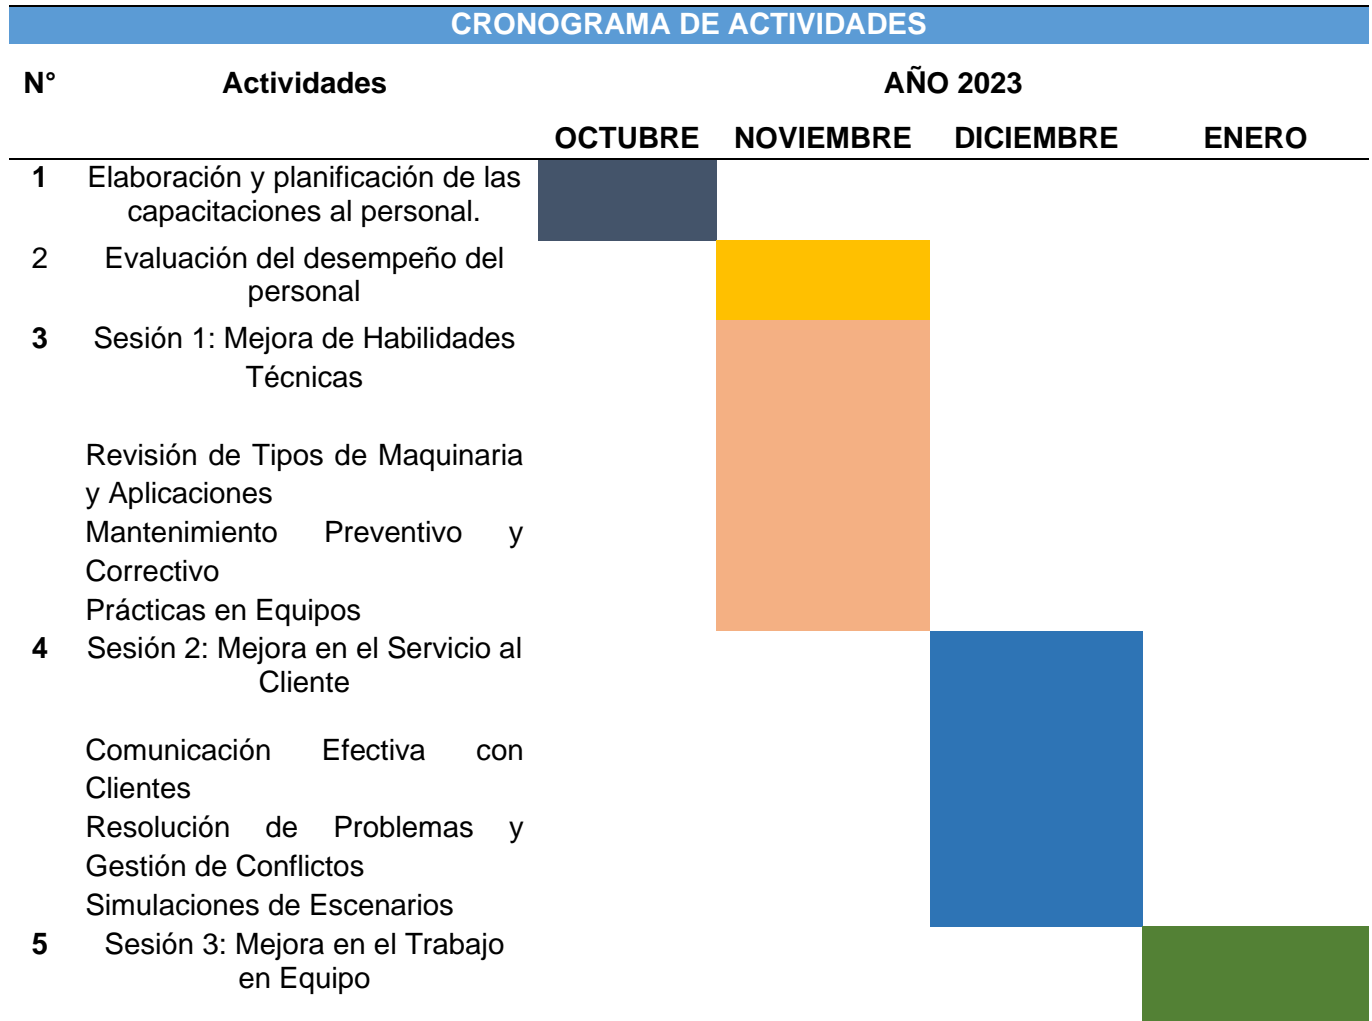 CRONOGRAMA DE ACTIVIDADES
N° Actividades AÑO 2023
OCTUBRE NOVIEMBRE DICIEMBRE ENERO
1 Elaboración y planificación de las
capacitaciones al personal.
2 Evaluación del desempeño del
personal
3 Sesión 1: Mejora de Habilidades
Técnicas
Revisión de Tipos de Maquinaria
y Aplicaciones
Mantenimiento Preventivo y
Correctivo
Prácticas en Equipos
4 Sesión 2: Mejora en el Servicio al
Cliente
Comunicación Efectiva con
Clientes
Resolución de Problemas y
Gestión de Conflictos
Simulaciones de Escenarios
5 Sesión 3: Mejora en el Trabajo
en Equipo